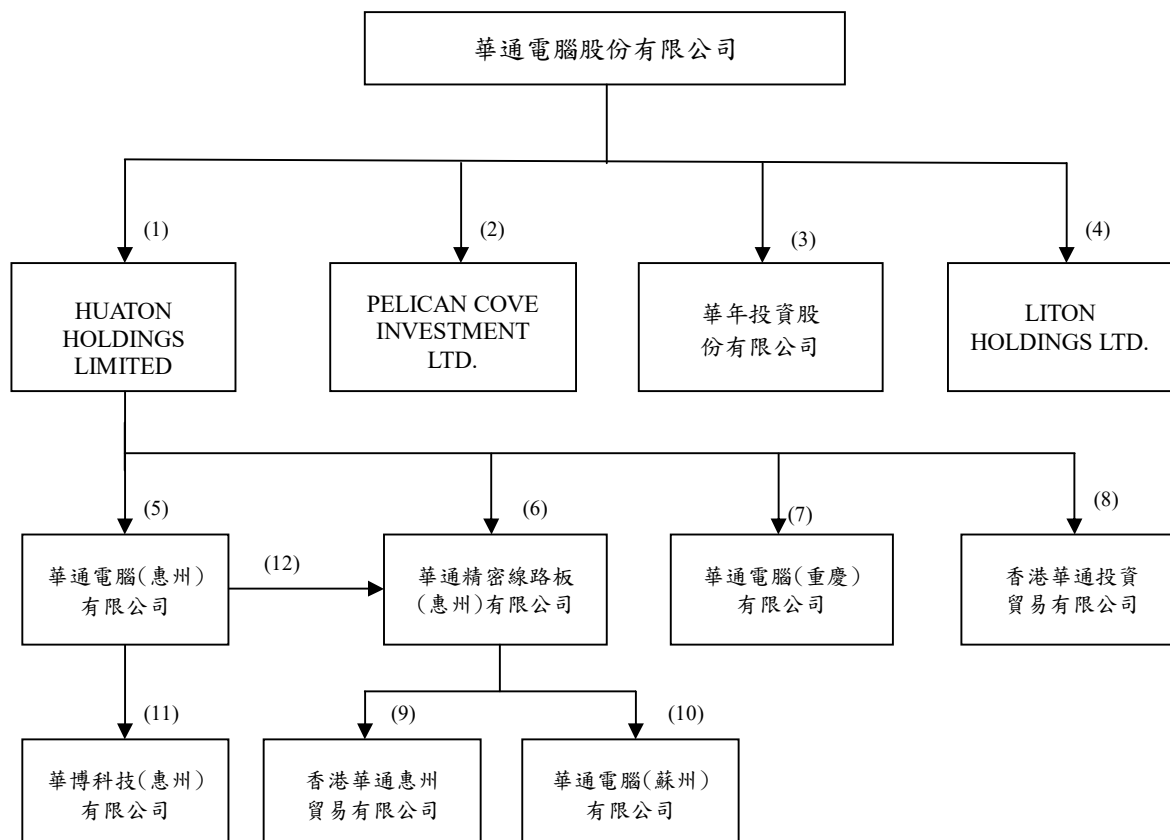 華通電腦股份有限公司
(1)
(2)
(3)
(4)
HUATON
HOLDINGS
LIMITED
PELICAN COVE
INVESTMENT
LTD.
華年投資股
份有限公司
LITON
HOLDINGS LTD.
(5)
(6)
(7)
(8)
華通電腦(惠州)
有限公司
(12)
華通精密線路板
(惠州)有限公司
華通電腦(重慶)
有限公司
香港華通投資
貿易有限公司
(11)
(9)
(10)
華博科技(惠州)
有限公司
香港華通惠州
貿易有限公司
華通電腦(蘇州)
有限公司